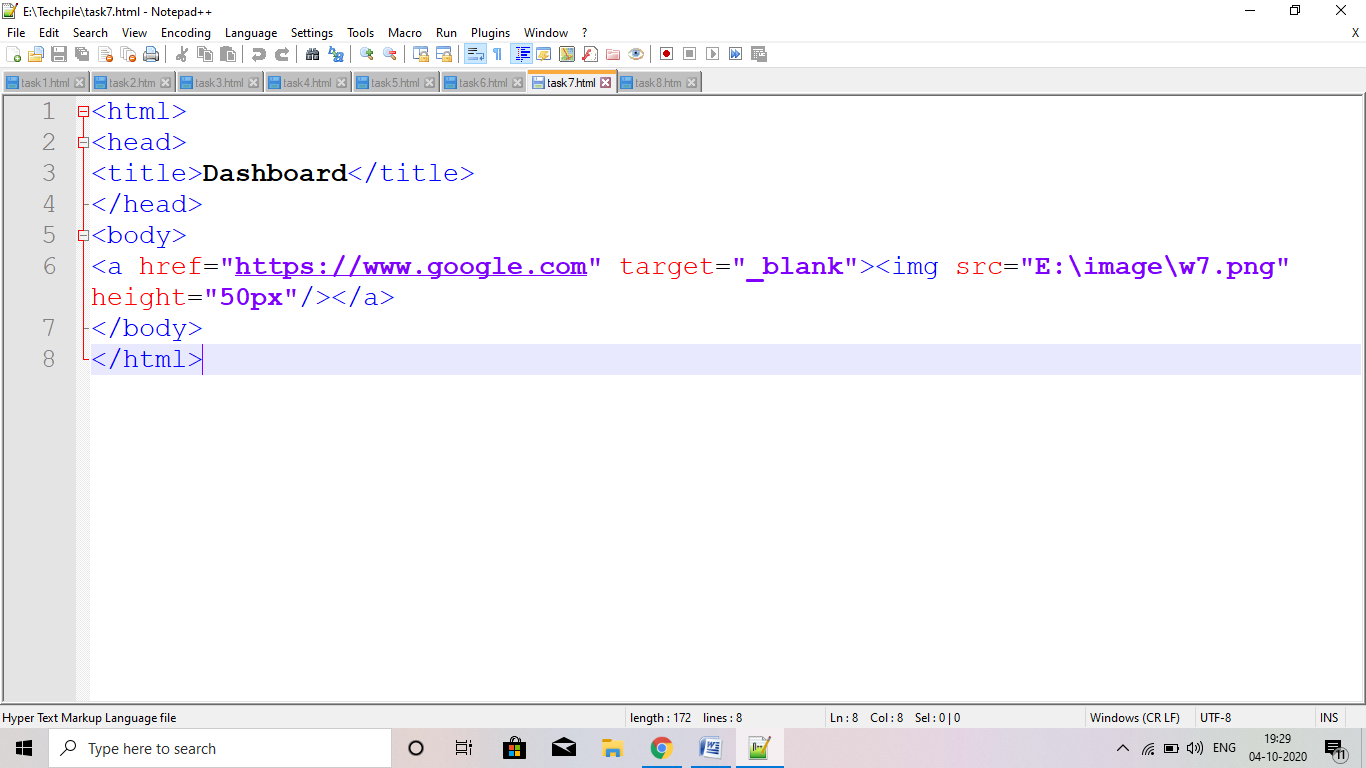 E:\Techpile\task7.html - Notepad++
File Edit Search View Encoding Language Settings Tools Macro Run Plugins Window ? X
task1.html task2.htm task3.html task4.html task5.html task6.html task7.html task8.htm
1 <html>
2 <head>
3 <title>Dashboard</title>
4 </head>
5 <body>
6 <a href="https://www.google.com" target="_blank"><img src="E:\image\w7.png"
height="50px"/></a>
7 </body>
8 </html>
Hyper Text Markup Language file length : 172 lines : 8 Ln : 8 Col : 8 Sel : 0 | 0 Windows (CR LF) UTF-8 INS
Type here to search ENG 19:29
04-10-2020 11